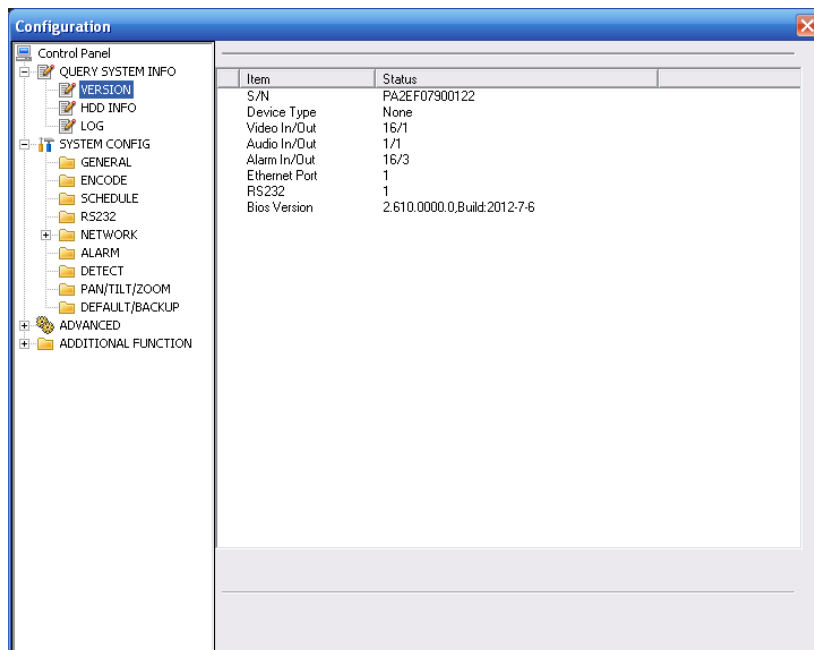 Configuration
Control Panel
QUERY SYSTEM INFO
VERSION
HDD INFO
LOG
SYSTEM CONFIG
GENERAL
ENCODE
SCHEDULE
RS232
NETWORK
ALARM
DETECT
PAN/TILT/ZOOM
DEFAULT/BACKUP
ADVANCED
ADDITIONAL FUNCTION
Item Status
S/N PA2EF07900122
Device Type None
Video In/Out 16/1
Audio In/Out 1/1
Alarm In/Out 16/3
Ethernet Port 1
RS232 1
Bios Version 2.610.0000.0,Build:2012-7-6